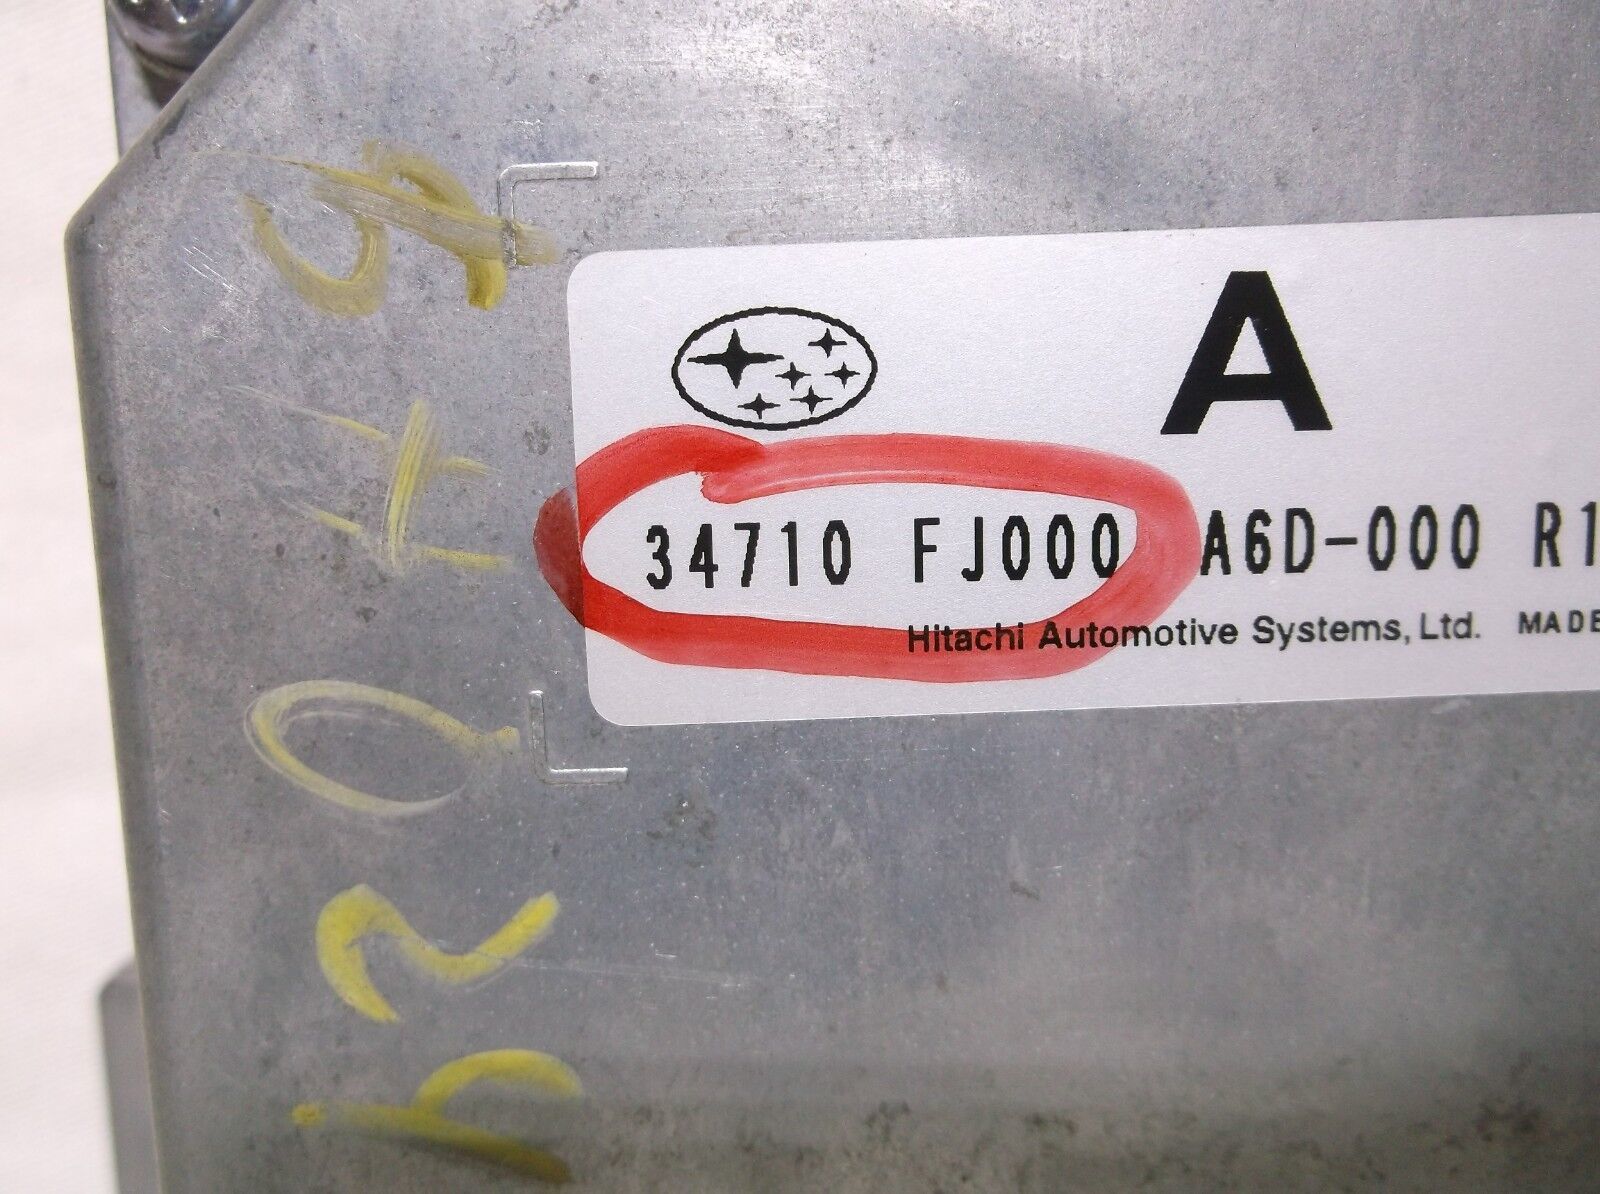 A
34710 FJ000 A6D-000 R1
Hitachi Automotive Systems, Ltd. MADE